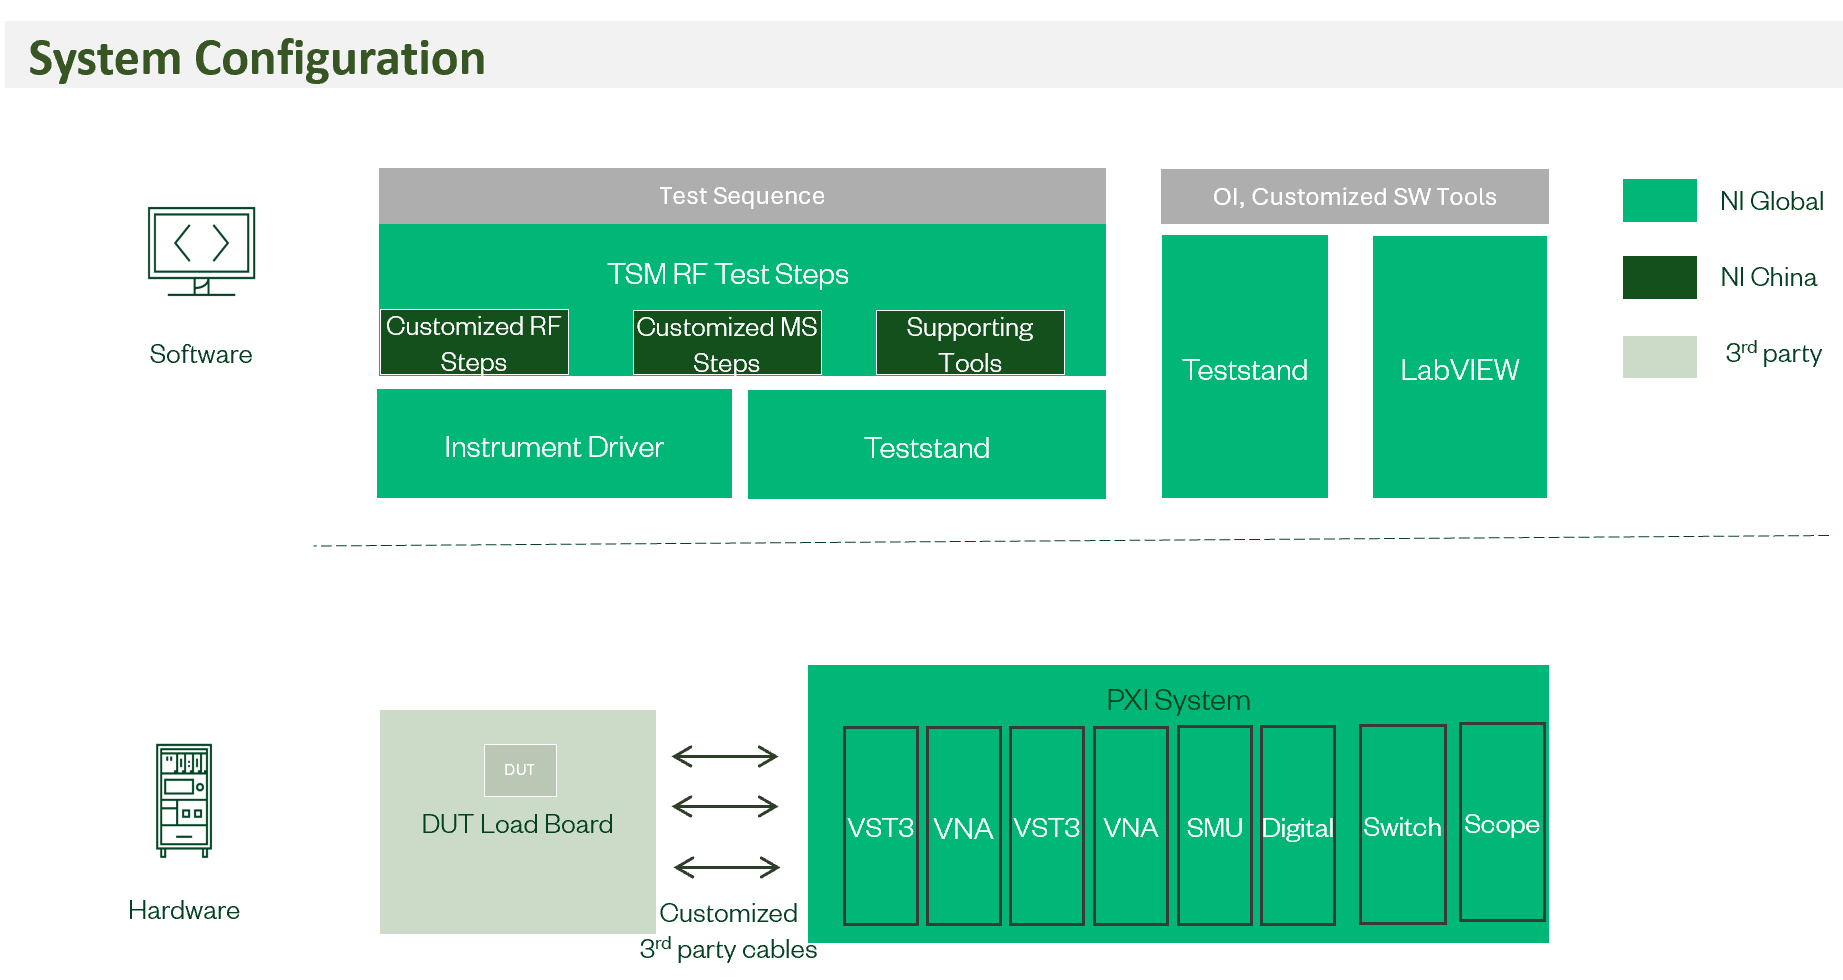 System Configuration
Test Sequence
OI, Customized SW Tools
NI Global
TSM RF Test Steps
NI China
Customized RF
Steps
Customized MS
Steps
Supporting
Tools
Software
3rd party
Teststand
LabVIEW
Instrument Driver
Teststand
PXI System
DUT
DUT Load Board
VST3
VNA
VST3
VNA
SMU
Digital
Switch
Scope
Hardware
Customized
3rd party cables